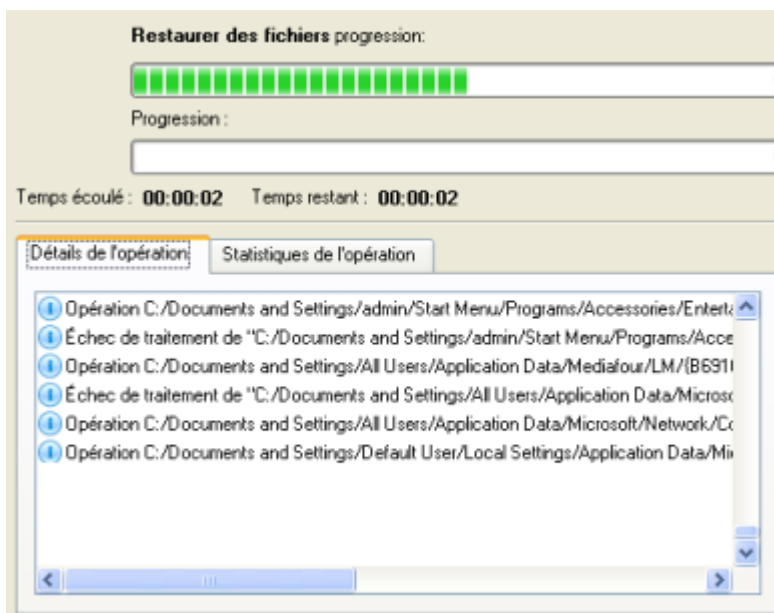 Restaurer des fichiers progression:
Progression :
Temps écoulé : 00:00:02 Temps restant : 00:00:02
Détails de l'opération Statistiques de l'opération
Opération C:/Documents and Settings/admin/Start Menu/Programs/Accessories/Enterta
Échec de traitement de "C:/Documents and Settings/admin/Start Menu/Programs/Acce
Opération C:/Documents and Settings/All Users/Application Data/Mediafour/LM/{B691
Échec de traitement de "C:/Documents and Settings/All Users/Application Data/Microso
Opération C:/Documents and Settings/All Users/Application Data/Microsoft/Network/Co
Opération C:/Documents and Settings/Default User/Local Settings/Application Data/Mi